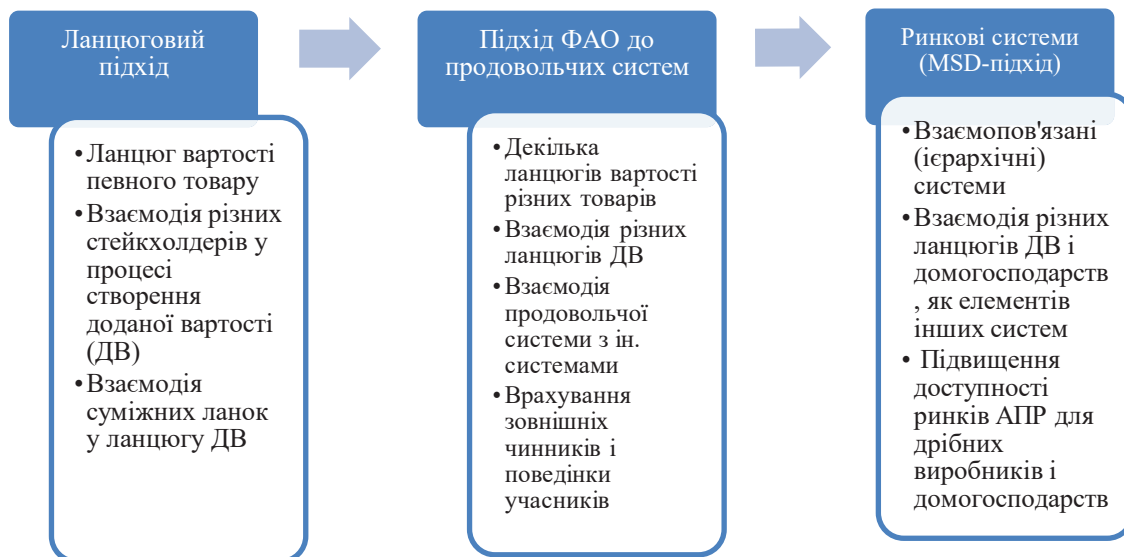 Ланцюговий
підхід
• Ланцюг вартості
певного товару
• Взаємодія різних
стейкхолдерів у
процесі
створення
доданої вартості
(ДВ)
• Взаємодія
суміжних ланок
у ланцюгу ДВ
Підхід ФАО до
продовольчих систем
• Декілька
ланцюгів вартості
різних товарів
• Взаємодія різних
ланцюгів ДВ
• Взаємодія
продовольчої
системи з ін.
системами
• Врахування
зовнішніх
чинників і
поведінки
учасників
Ринкові системи
(MSD-підхід)
• Взаємопов'язані
(ієрархічні)
системи
• Взаємодія різних
ланцюгів ДВ і
домогосподарств
, як елементів
інших систем
• Підвищення
доступності
ринків АПР для
дрібних
виробників і
домогосподарств